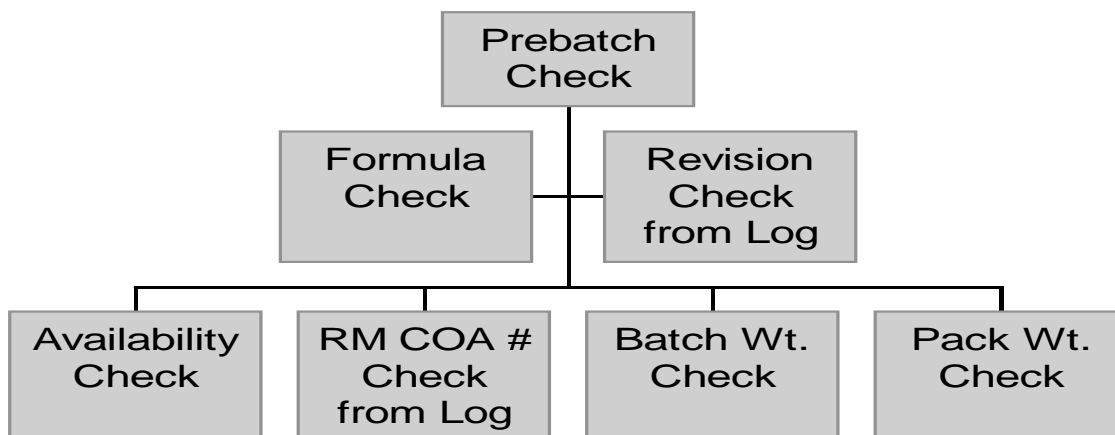 Prebatch
Check
Formula
Check
Revision
Check
from Log
Availability
Check
RM COA #
Check
from Log
Batch Wt.
Check
Pack Wt.
Check